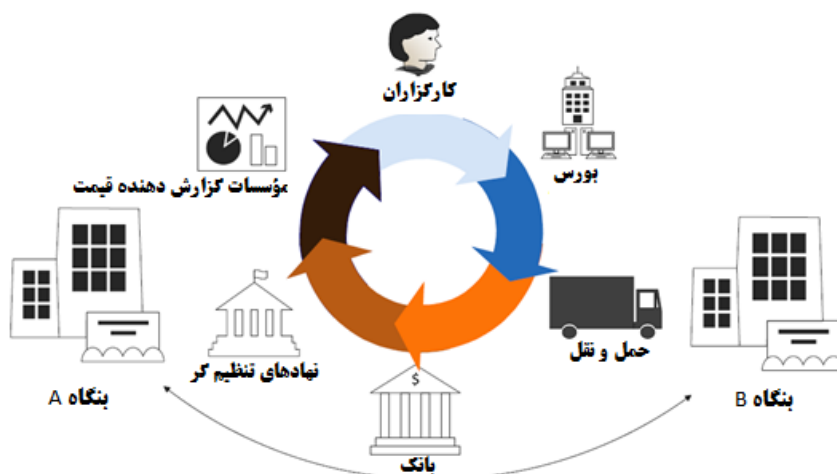 کارگزاران
بورس
مؤسسات گزارش دهنده قیمت
حمل و نقل
نهادهای تنظیم گر
بنگاه A
بنگاه B
$
بانک